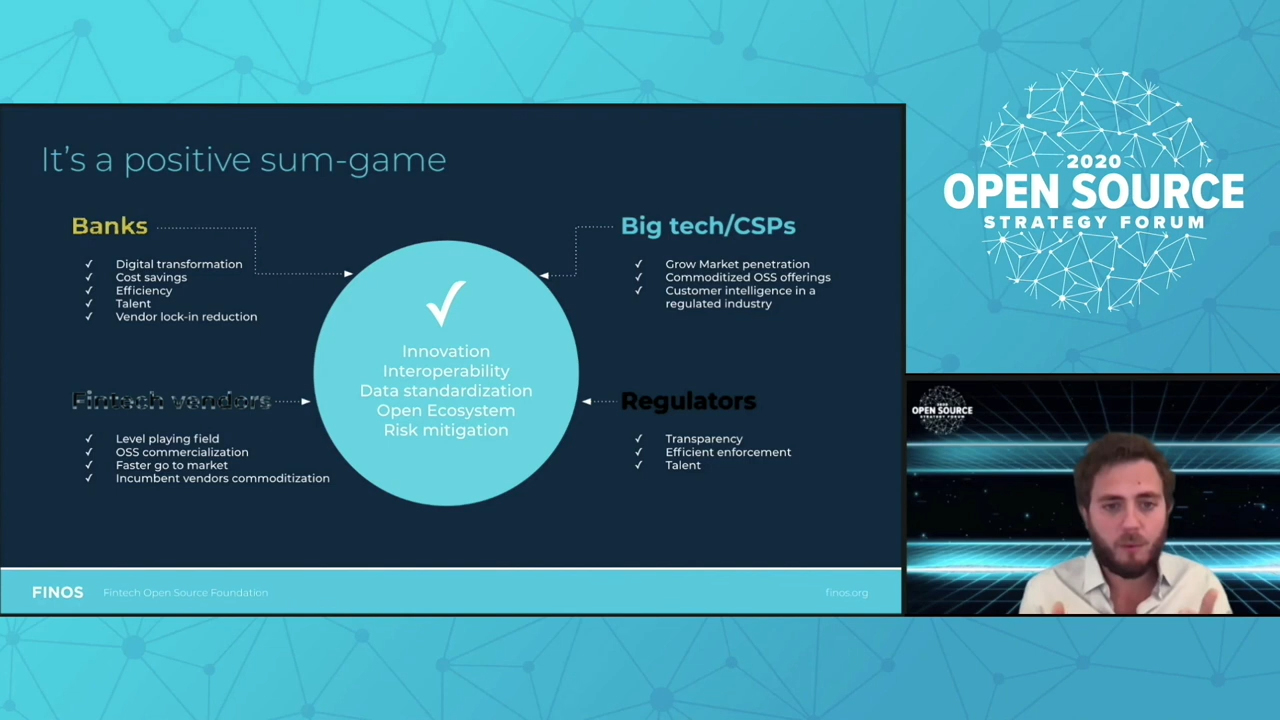 It's a positive sum-game
Banks
✓ Digital transformation
✓ Cost savings
✓ Efficiency
✓ Talent
✓ Vendor lock-in reduction
Big tech/CSPs
✓ Grow Market penetration
✓ Commoditized OSS offerings
✓ Customer intelligence in a
regulated industry
✓
Innovation
Interoperability
Data standardization
Open Ecosystem
Risk mitigation
Fintech vendors
✓ Level playing field
✓ OSS commercialization
✓ Faster go to market
✓ Incumbent vendors commoditization
Regulators
✓ Transparency
✓ Efficient enforcement
✓ Talent
FINOS Fintech Open Source Foundation finos.org
2020
OPEN SOURCE
STRATEGY FORUM
2020
OPEN SOURCE
STRATEGY FORUM